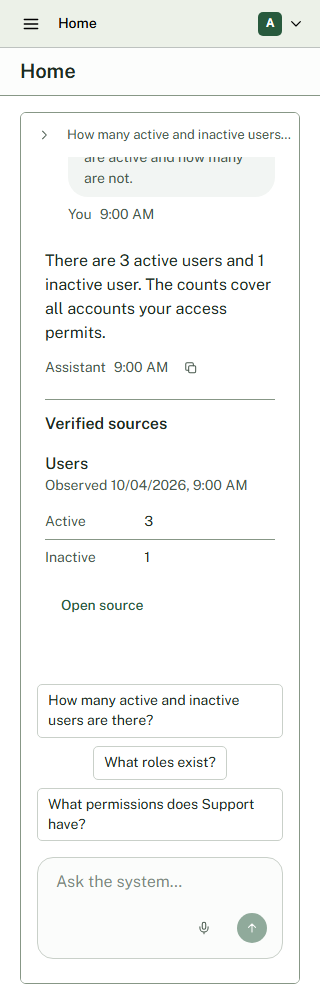 Home
A
Home
How many active and inactive users...
are active and how many
are not.
You 9:00 AM
There are 3 active users and 1
inactive user. The counts cover
all accounts your access
permits.
Assistant 9:00 AM
Verified sources
Users
Observed 10/04/2026, 9:00 AM
Active 3
Inactive 1
Open source
How many active and inactive
users are there?
What roles exist?
What permissions does Support
have?
Ask the system...